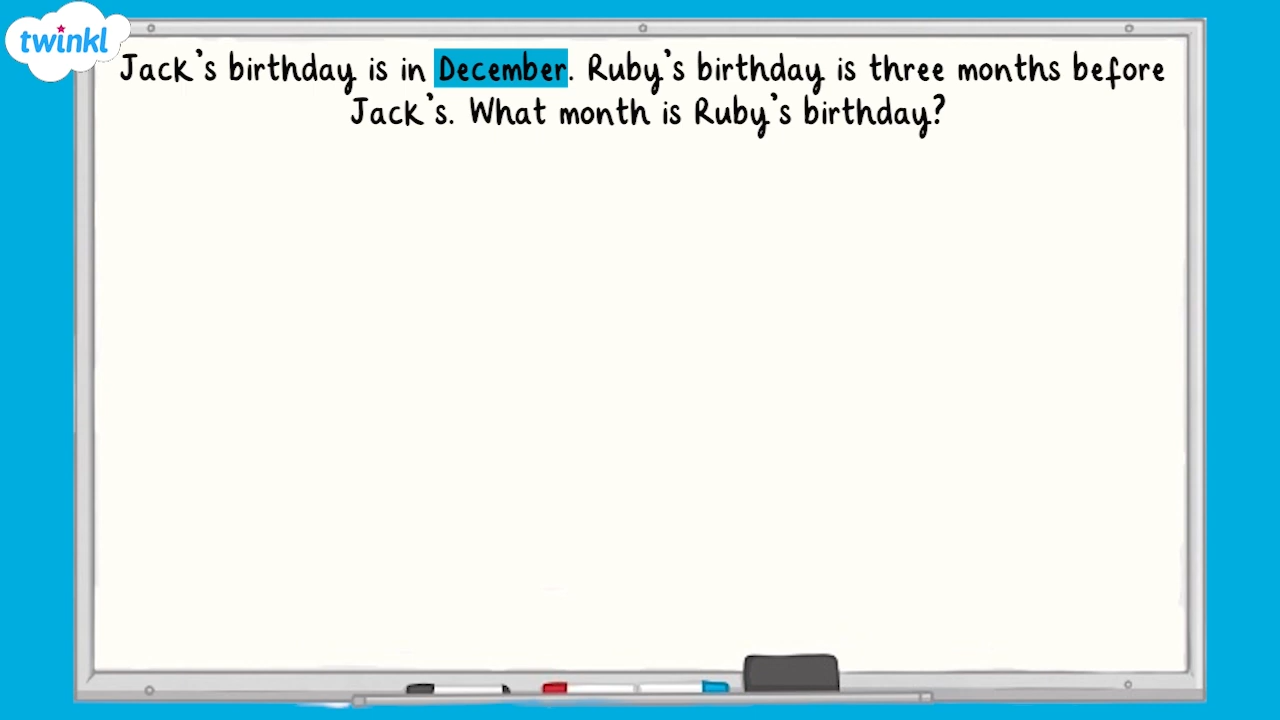 twinkl
Jack's birthday is in December. Ruby's birthday is three months before
Jack's. What month is Ruby's birthday?